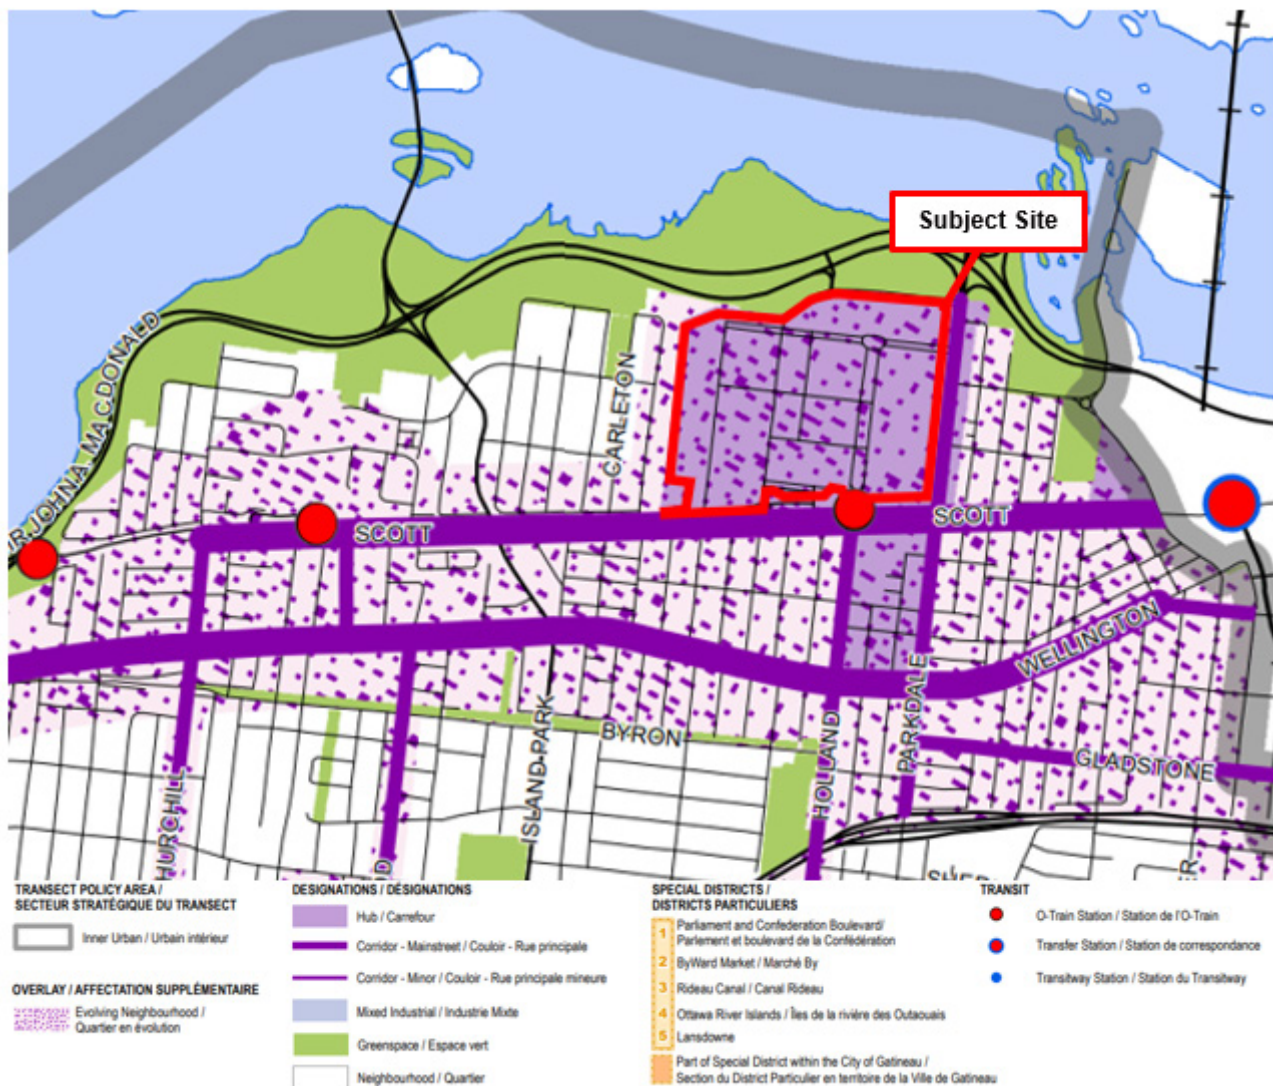 Subject Site
SIR JOHN A. MACDONALD
CARLETON
SCOTT
SCOTT
WELLINGTON
ISLAND PARK
BYRON
HOLLAND
PARKDALE
GLADSTONE
HURCHILL
D
R
TRANSECT POLICY AREA /
SECTEUR STRATÉGIQUE DU TRANSECT
Inner Urban / Urbain intérieur
OVERLAY / AFFECTATION SUPPLÉMENTAIRE
Evolving Neighbourhood /
Quartier en évolution
DESIGNATIONS / DÉSIGNATIONS
Hub / Carrefour
Corridor - Mainstreet / Couloir - Rue principale
Corridor - Minor / Couloir - Rue principale mineure
Mixed Industrial / Industrie Mixte
Greenspace / Espace vert
Neighbourhood / Quartier
SPECIAL DISTRICTS /
DISTRICTS PARTICULIERS
1 Parliament and Confederation Boulevard/
Parlement et boulevard de la Confédération
2 ByWard Market / Marché By
3 Rideau Canal / Canal Rideau
4 Ottawa River Islands / Îles de la rivière des Outaouais
5 Lansdowne
Part of Special District within the City of Gatineau /
Section du District Particulier en territoire de la Ville de Gatineau
TRANSIT
O-Train Station / Station de l'O-Train
Transfer Station / Station de correspondance
Transitway Station / Station du Transitway